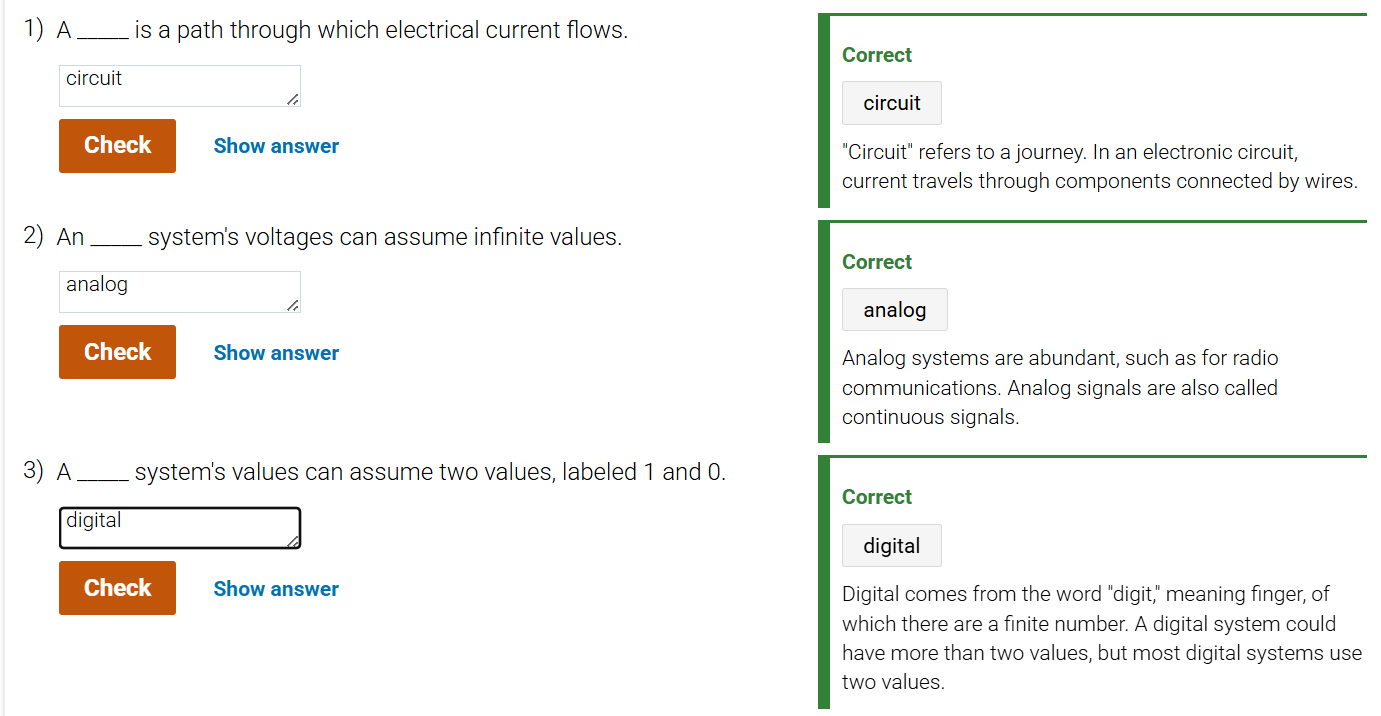 1) A _____ is a path through which electrical current flows.
circuit
Check Show answer
Correct
circuit
"Circuit" refers to a journey. In an electronic circuit,
current travels through components connected by wires.
2) An _____ system's voltages can assume infinite values.
analog
Check Show answer
Correct
analog
Analog systems are abundant, such as for radio
communications. Analog signals are also called
continuous signals.
3) A _____ system's values can assume two values, labeled 1 and 0.
digital
Check Show answer
Correct
digital
Digital comes from the word "digit," meaning finger, of
which there are a finite number. A digital system could
have more than two values, but most digital systems use
two values.